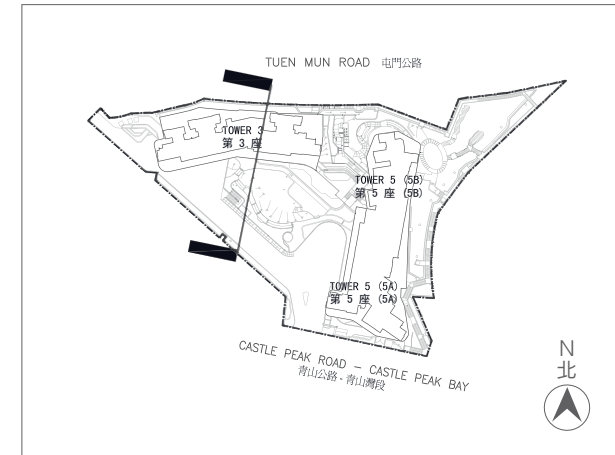 TUEN MUN ROAD 屯門公路
TOWER 3
第 3 座
TOWER 5 (5B)
第 5 座 (5B)
TOWER 5 (5A)
第 5 座 (5A)
CASTLE PEAK ROAD - CASTLE PEAK BAY
青山公路 - 青山灣段
N
北